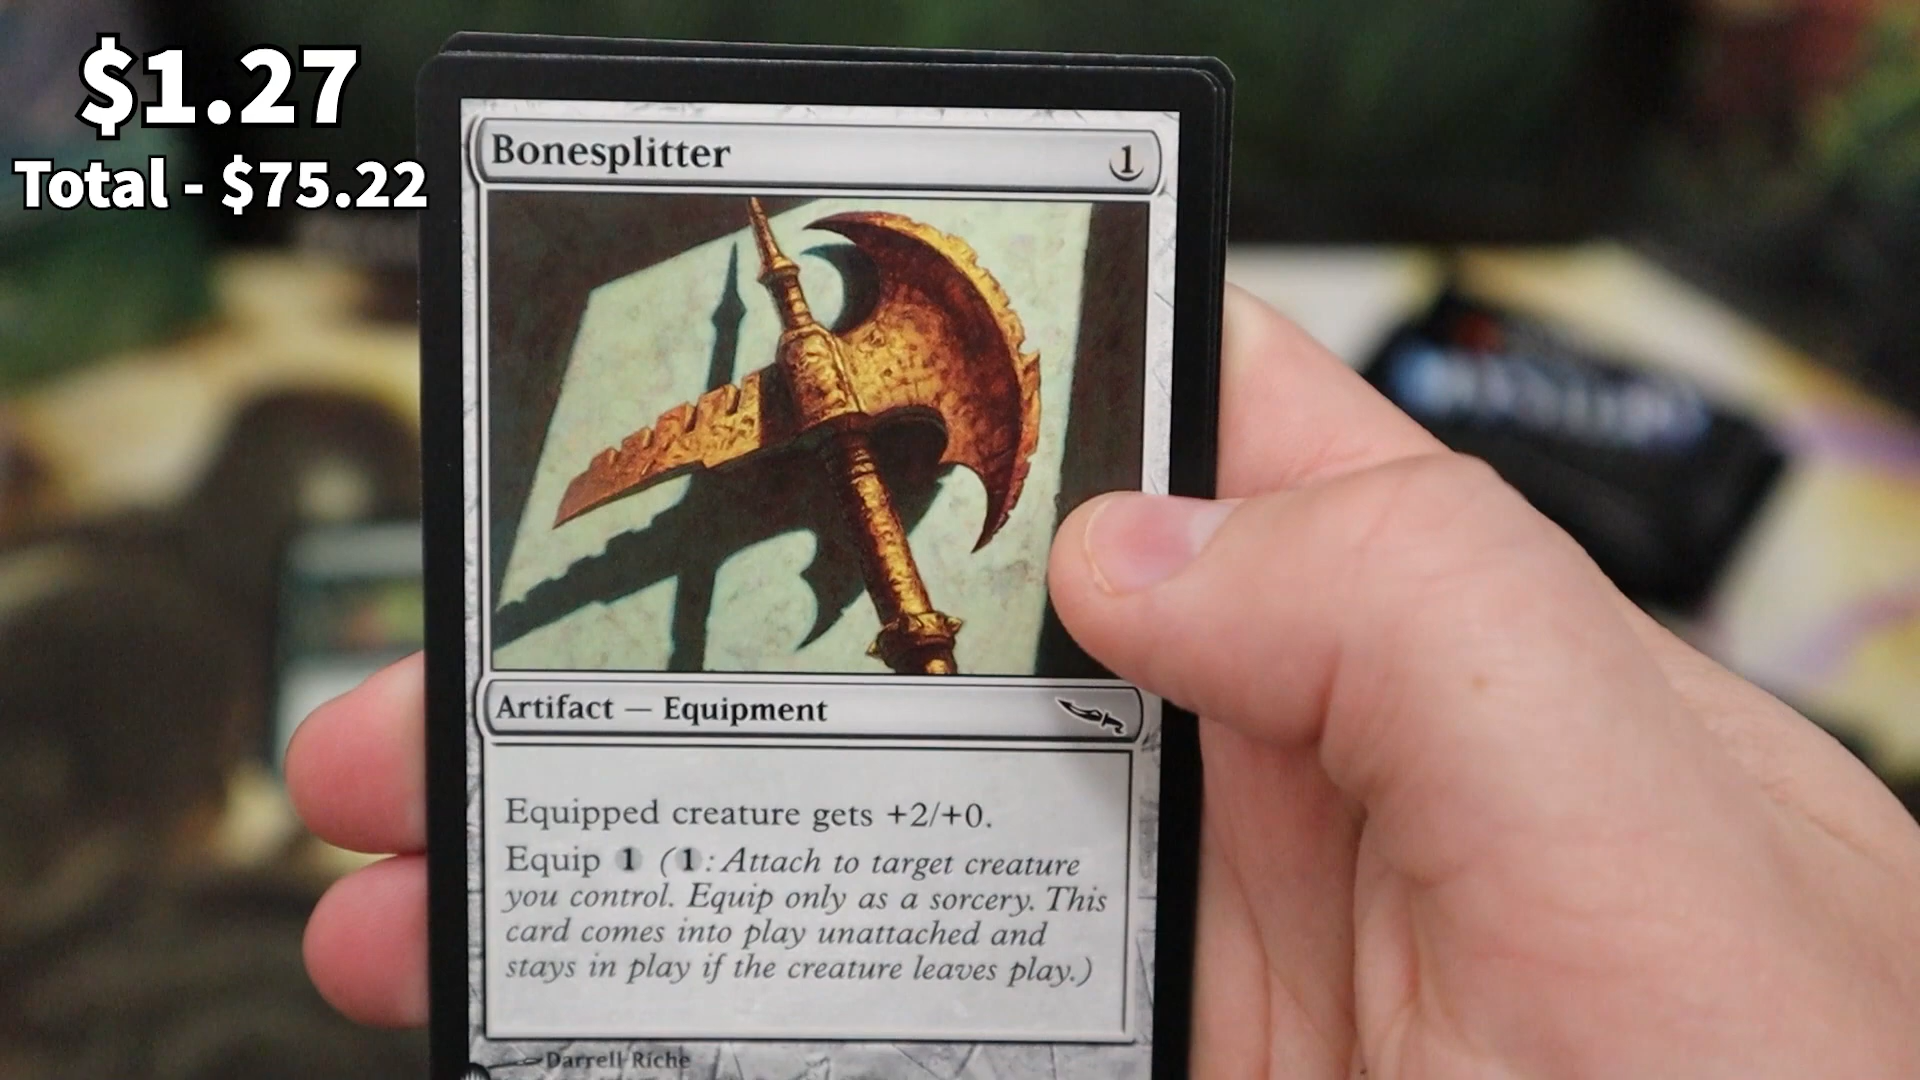 $1.27
Total - $75.22
Bonesplitter 1
Artifact — Equipment
Equipped creature gets +2/+0.
Equip 1 (1: Attach to target creature
you control. Equip only as a sorcery. This
card comes into play unattached and
stays in play if the creature leaves play.)
Darrell Riche